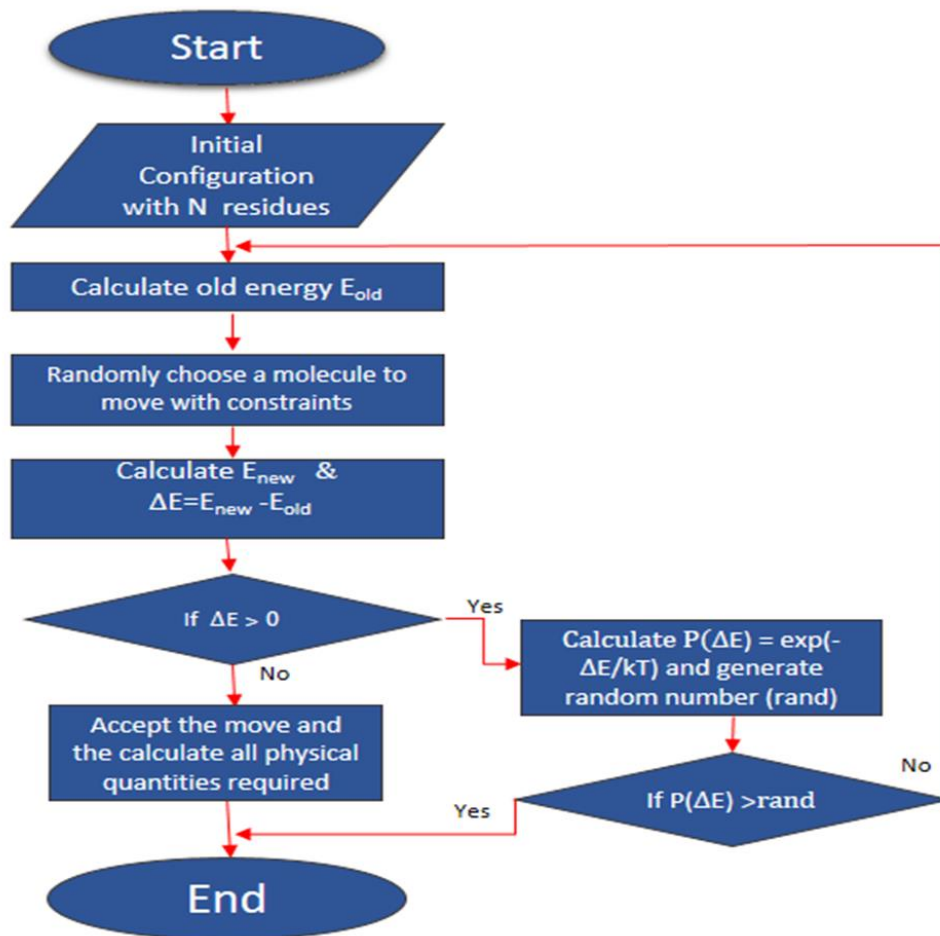 Start
Initial
Configuration
with N residues
Calculate old energy Eold
Randomly choose a molecule to
move with constraints
Calculate Enew &
ΔE=Enew -Eold
If ΔE > 0
Yes
No
Calculate P(ΔE) = exp(-
ΔE/kT) and generate
random number (rand)
Accept the move and
the calculate all physical
quantities required
If P(ΔE) >rand
No
Yes
End